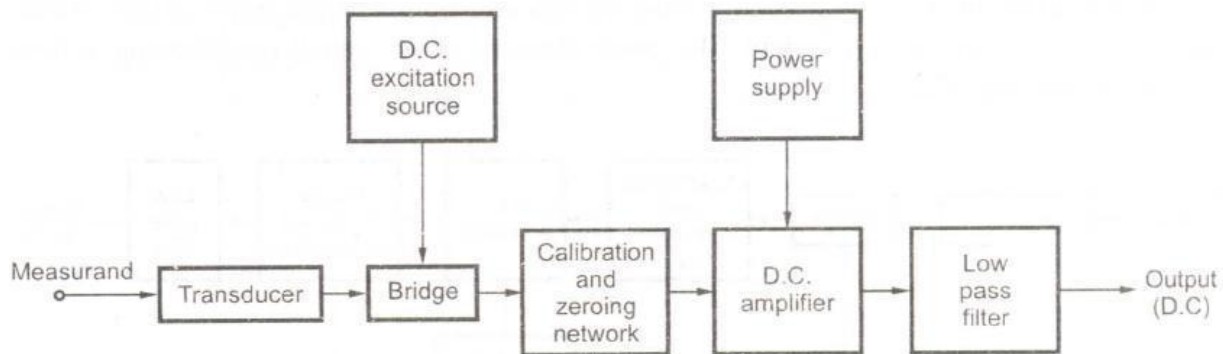 D.C.
excitation
source
Power
supply
Measurand
Transducer
Bridge
Calibration
and
zeroing
network
D.C.
amplifier
Low
pass
filter
Output
(D.C)